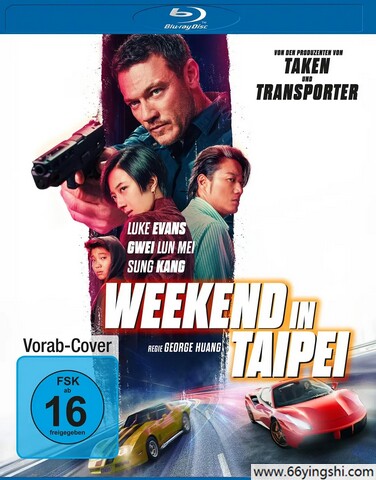 Blu-ray Disc
VON DEN PRODUZENTEN VON
TAKEN
UND
TRANSPORTER
LUKE EVANS
GWEI LUN MEI
SUNG KANG
WEEKEND IN
TAIPEI
REGIE GEORGE HUANG
Vorab-Cover
FSK
ab
16
freigegeben
www.66yingshi.com